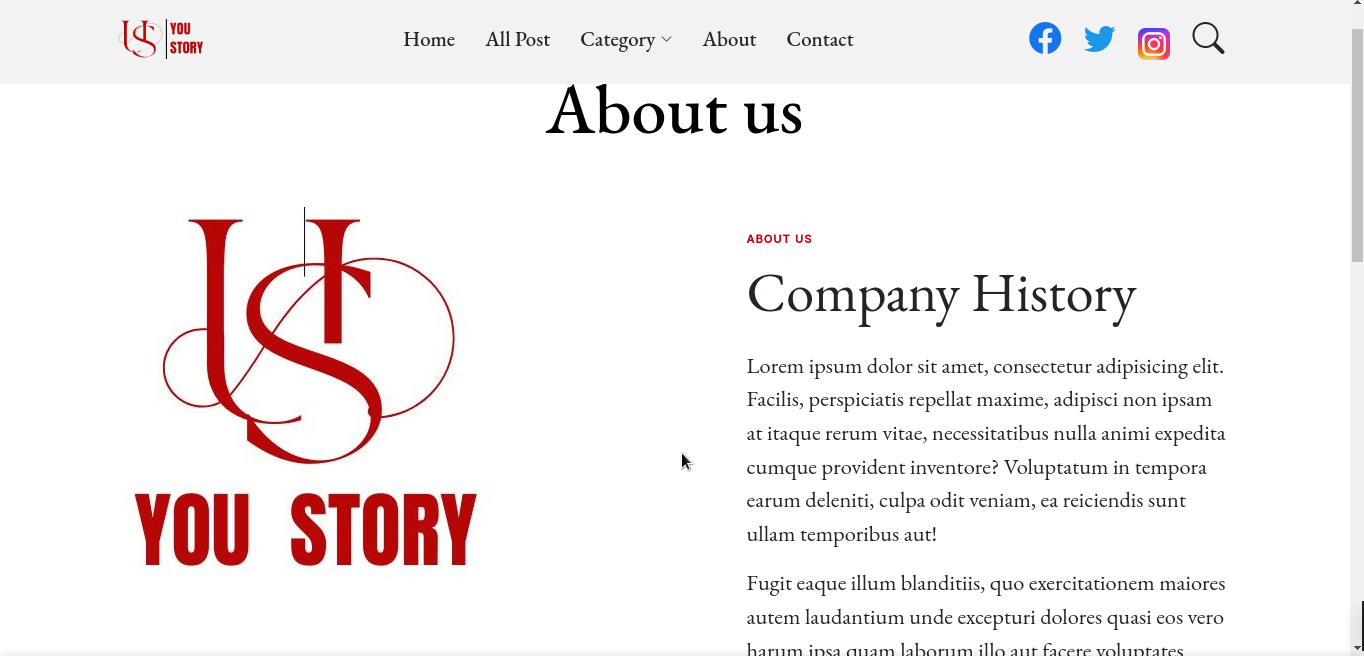 YOU
STORY
Home All Post Category About Contact
About us
US
YOU STORY
ABOUT US
Company History
Lorem ipsum dolor sit amet, consectetur adipisicing elit.
Facilis, perspiciatis repellat maxime, adipisci non ipsam
at itaque rerum vitae, necessitatibus nulla animi expedita
cumque provident inventore? Voluptatum in tempora
earum deleniti, culpa odit veniam, ea reiciendis sunt
ullam temporibus aut!
Fugit eaque illum blanditiis, quo exercitationem maiores
autem laudantium unde excepturi dolores quasi eos vero
harum ipsa quam laborum illo aut facere voluptates